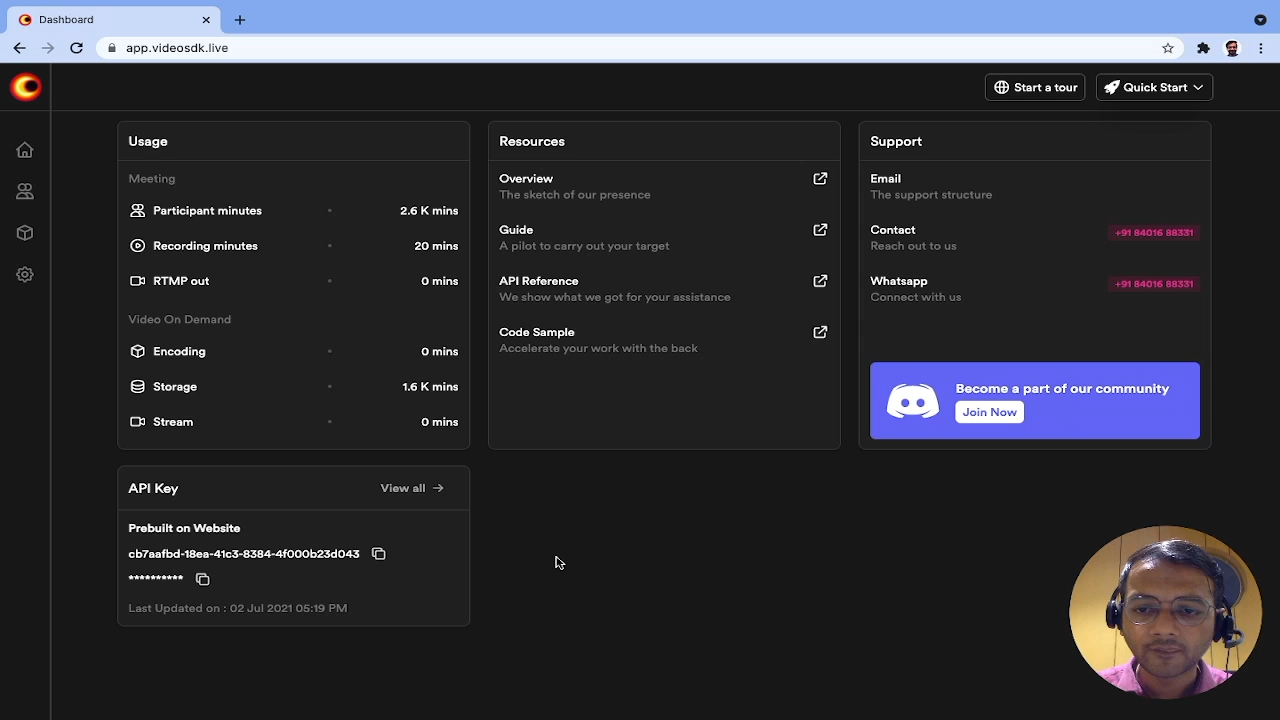 Dashboard
app.videosdk.live
Start a tour
Quick Start
Usage
Meeting
Participant minutes • 2.6 K mins
Recording minutes • 20 mins
RTMP out • 0 mins
Video On Demand
Encoding • 0 mins
Storage • 1.6 K mins
Stream • 0 mins
Resources
Overview
The sketch of our presence
Guide
A pilot to carry out your target
API Reference
We show what we got for your assistance
Code Sample
Accelerate your work with the back
Support
Email
The support structure
Contact +91 84016 88331
Reach out to us
Whatsapp +91 84016 88331
Connect with us
Become a part of our community
Join Now
API Key View all →
Prebuilt on Website
cb7aafbd-18ea-41c3-8384-4f000b23d043
**********
Last Updated on : 02 Jul 2021 05:19 PM